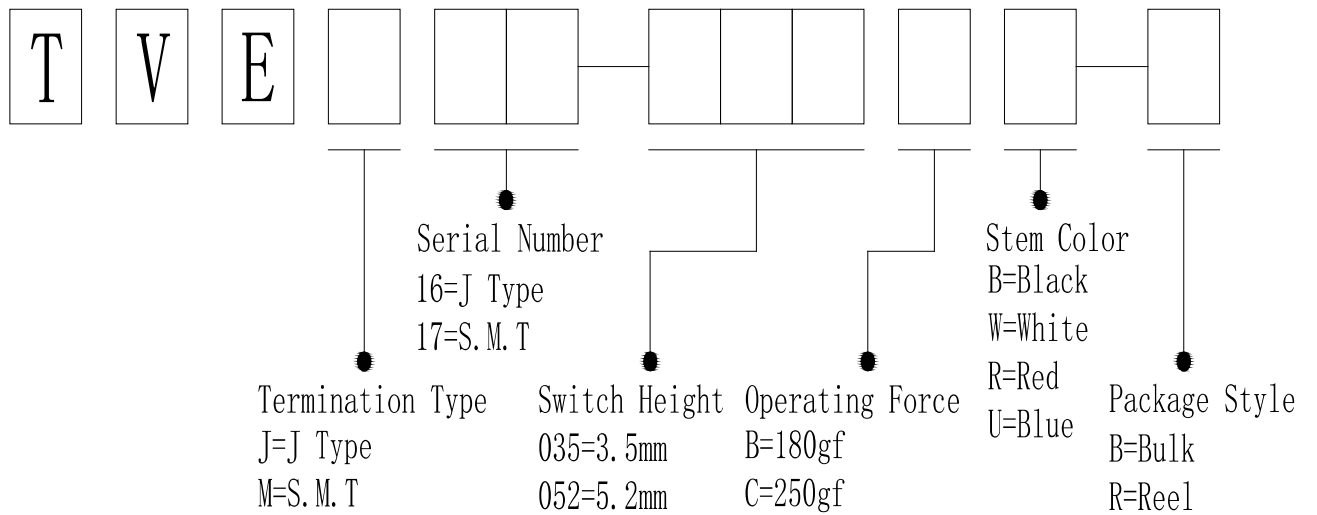 T V E
Serial Number
16=J Type
17=S.M.T
Stem Color
B=Black
W=White
R=Red
U=Blue
Termination Type
J=J Type
M=S.M.T
Switch Height
035=3.5mm
052=5.2mm
Operating Force
B=180gf
C=250gf
Package Style
B=Bulk
R=Reel